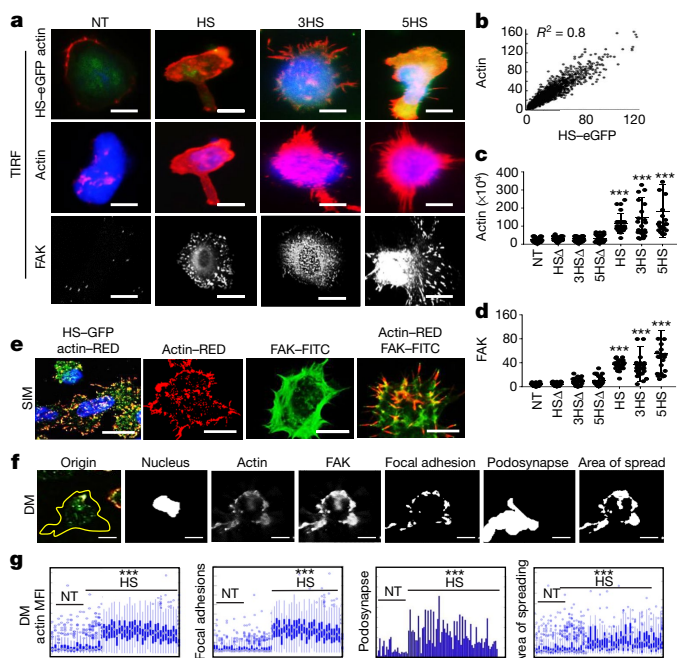 a
NT HS 3HS 5HS
TIRF
HS–eGFP actin
Actin
FAK
b
R² = 0.8
Actin
160
120
80
40
0
0 40 80 120
HS–eGFP
c
Actin (×10⁴)
400
300
200
100
0
*** *** ***
NT HSΔ 3HSΔ 5HSΔ HS 3HS 5HS
d
FAK
160
80
40
0
*** *** ***
NT HSΔ 3HSΔ 5HSΔ HS 3HS 5HS
e
SIM
HS–GFP
actin–RED
Actin–RED
FAK–FITC
Actin–RED
FAK–FITC
f
DM
Origin Nucleus Actin FAK Focal adhesion Podosynapse Area of spread
g
DM
actin MFI
NT
***
HS
Focal adhesions
NT
***
HS
Podosynapse
NT
***
HS
Area of spreading
NT
***
HS